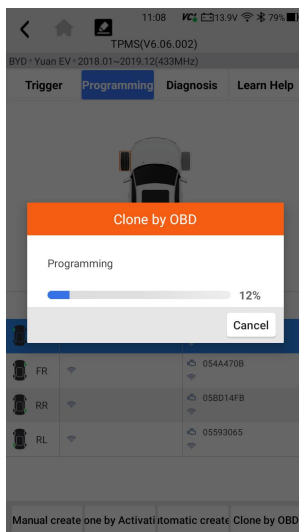 11:08 VCI 13.9V 79%
TPMS(V6.06.002)
BYD Yuan EV 2018.01~2019.12(433MHz)
Trigger Programming Diagnosis Learn Help
Clone by OBD
Programming
12%
Cancel
FR 054A470B
RR 05BD14FB
RL 05593065
Manual create one by Activati itomatic create Clone by OBD